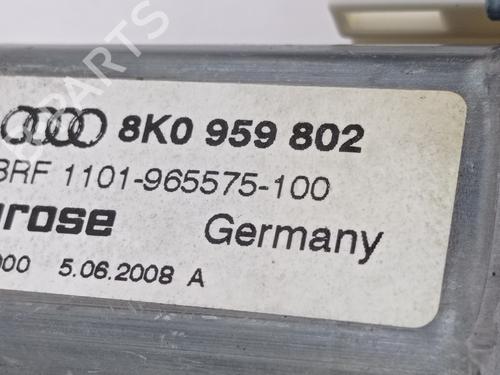 8K0 959 802
BRF 1101-965575-100
rose Germany
000 5.06.2008 A